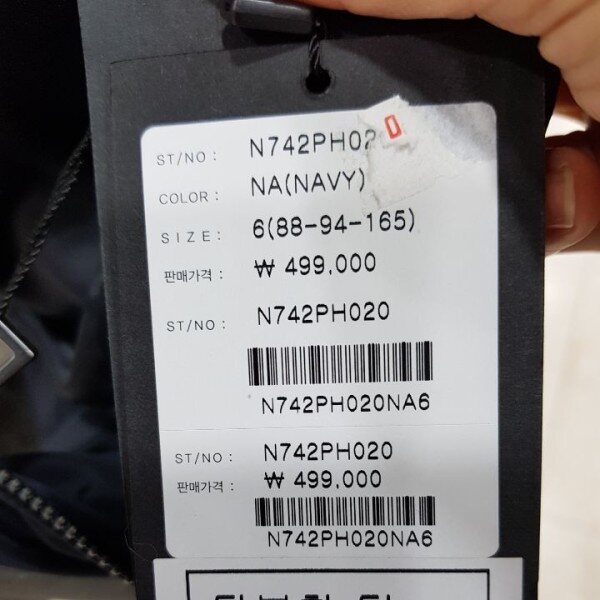 ST/NO : N742PH020
COLOR : NA(NAVY)
SIZE : 6(88-94-165)
판매가격 : ₩ 499,000
ST/NO : N742PH020
N742PH020NA6
ST/NO : N742PH020
판매가격 : ₩ 499,000
N742PH020NA6